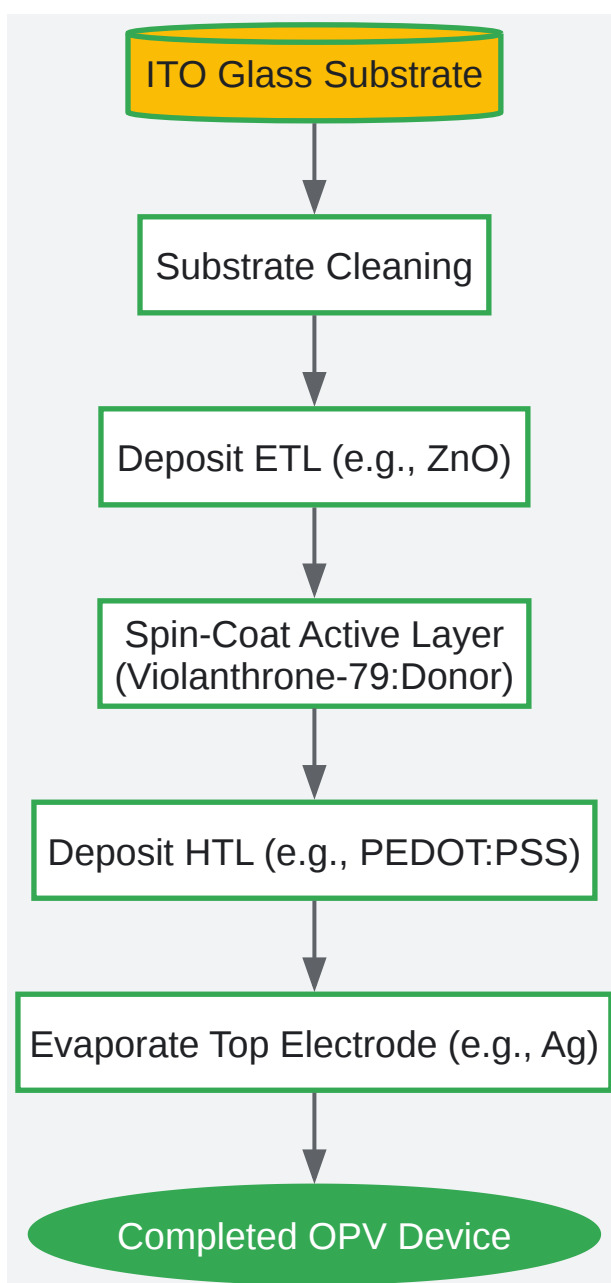 ITO Glass Substrate
Substrate Cleaning
Deposit ETL (e.g., ZnO)
Spin-Coat Active Layer
(Violanthrone-79:Donor)
Deposit HTL (e.g., PEDOT:PSS)
Evaporate Top Electrode (e.g., Ag)
Completed OPV Device